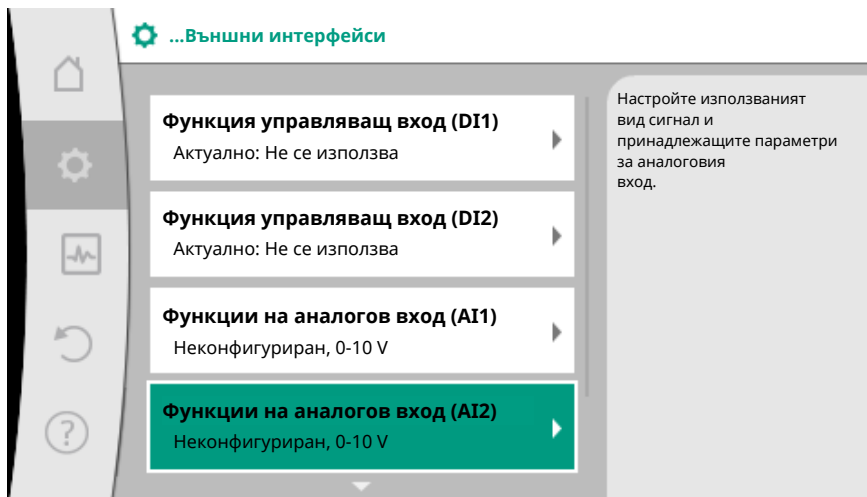 ...Външни интерфейси
Функция управляващ вход (DI1)
Актуално: Не се използва
Функция управляващ вход (DI2)
Актуално: Не се използва
Функции на аналогов вход (AI1)
Неконфигуриран, 0-10 V
Функции на аналогов вход (AI2)
Неконфигуриран, 0-10 V
Настройте използваният
вид сигнал и
принадлежащите параметри
за аналоговия
вход.